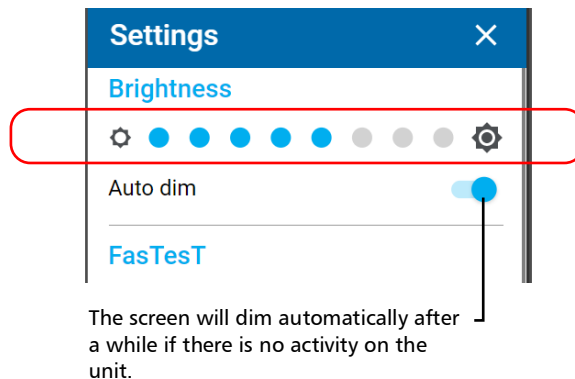 Settings
Brightness
Auto dim
FasTesT
The screen will dim automatically after
a while if there is no activity on the
unit.